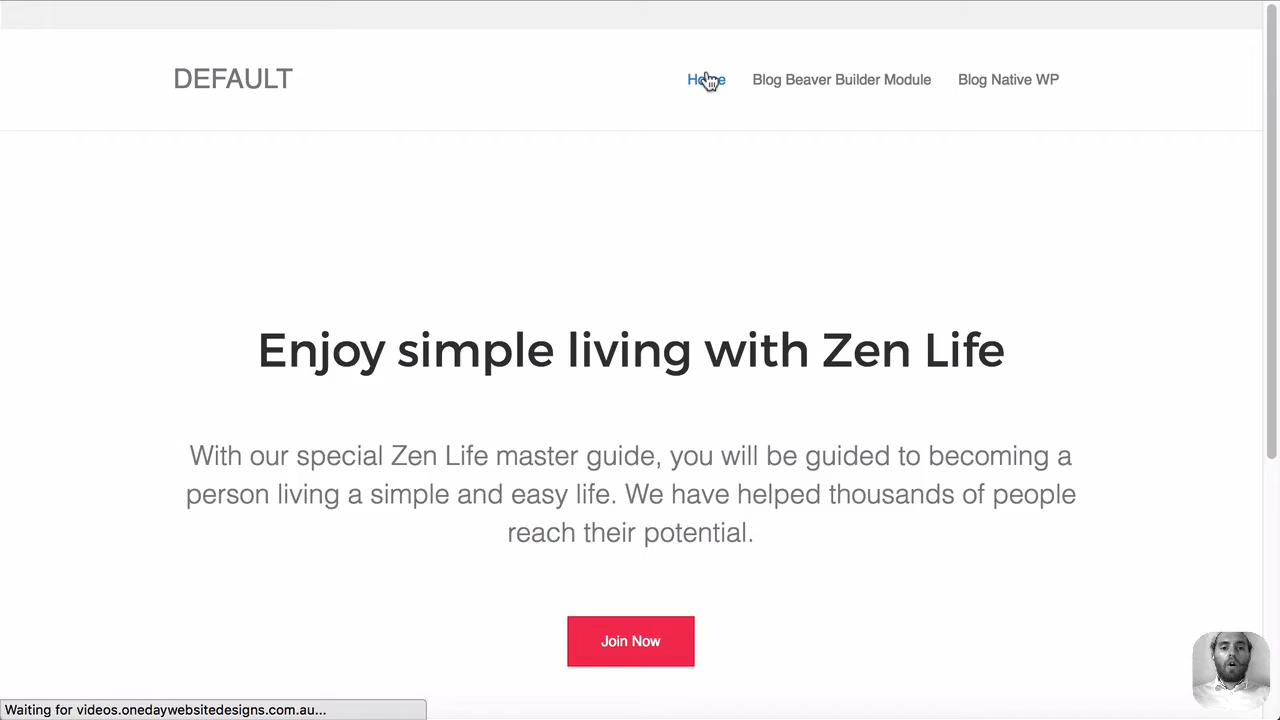 DEFAULT
Home
Blog Beaver Builder Module
Blog Native WP
Enjoy simple living with Zen Life
With our special Zen Life master guide, you will be guided to becoming a
person living a simple and easy life. We have helped thousands of people
reach their potential.
Join Now
Waiting for videos.onedaywebsitedesigns.com.au...